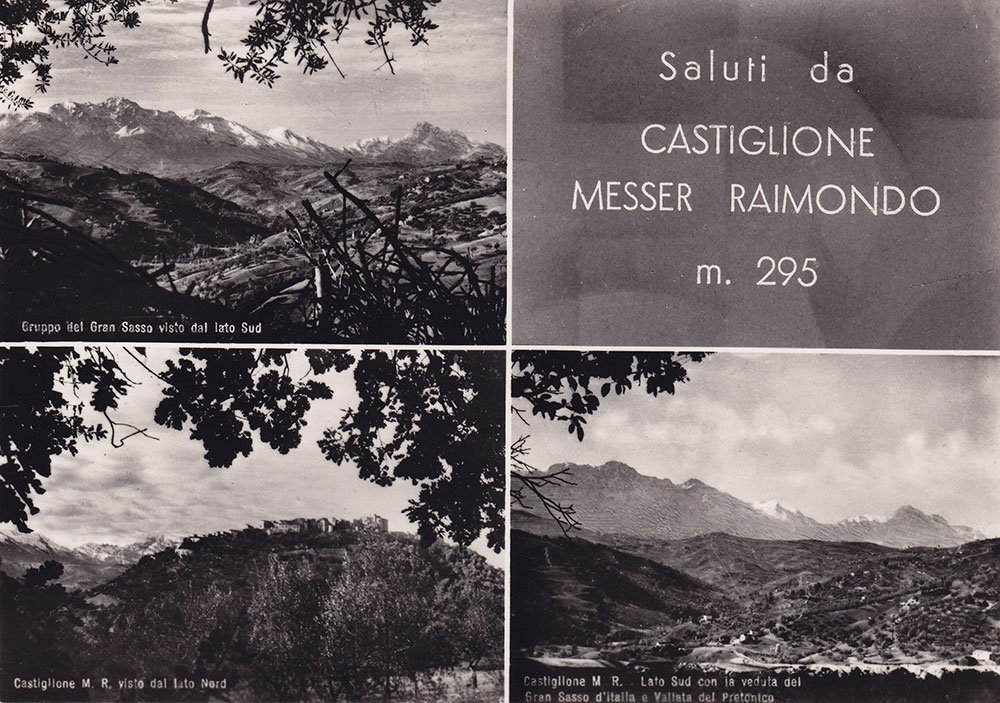 Gruppo del Gran Sasso visto dal lato Sud
Saluti da
CASTIGLIONE
MESSER RAIMONDO
m. 295
Castiglione M. R. visto dal lato Nord
Castiglione M R. . Lato Sud con la veduta del
Gran Sasso d'Italia e Vallata del Pretonico